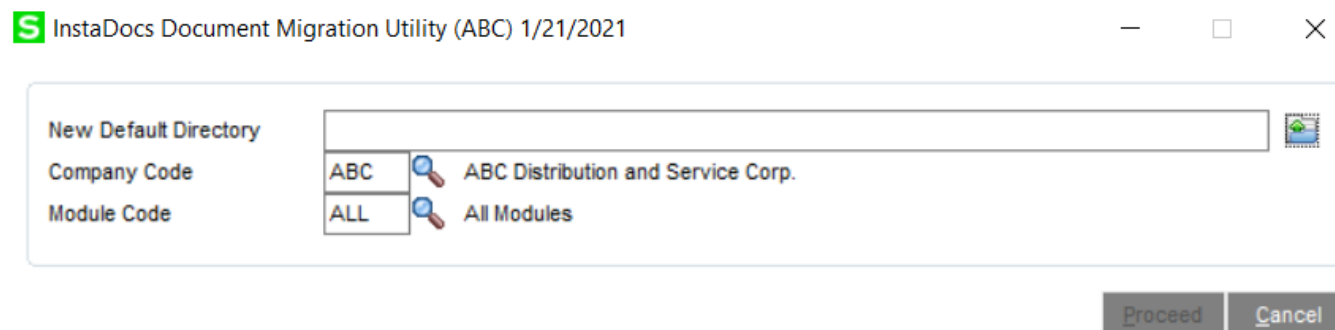 S InstaDocs Document Migration Utility (ABC) 1/21/2021
New Default Directory
Company Code ABC ABC Distribution and Service Corp.
Module Code ALL All Modules
Proceed Cancel